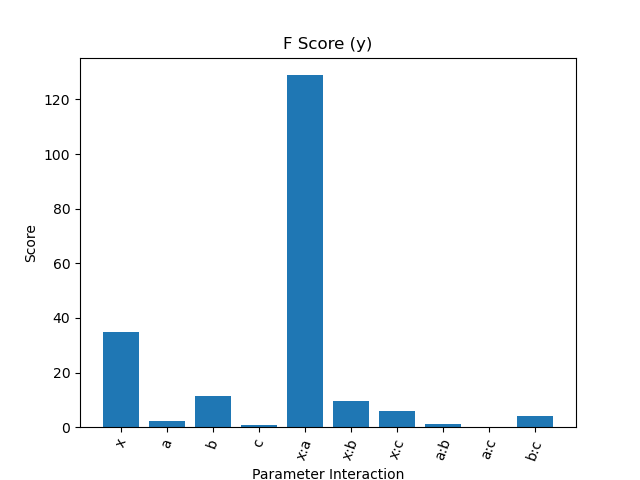 F Score (y)
120
100
80
60
40
20
0
Score
x
a
b
c
x:a
x:b
x:c
a:b
a:c
b:c
Parameter Interaction